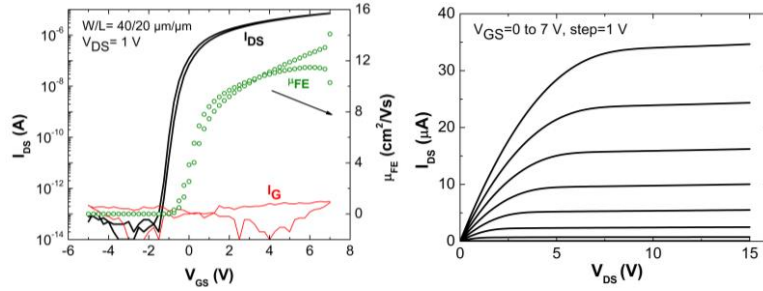 W/L= 40/20 μm/μm
V_DS= 1 V
I_DS
μ_FE
I_G
10^-6
10^-8
10^-10
10^-12
10^-14
I_DS (A)
16
12
8
4
0
μ_FE (cm²/Vs)
-6 -4 -2 0 2 4 6 8
V_GS (V)
V_GS=0 to 7 V, step=1 V
40
30
20
10
0
I_DS (μA)
0 5 10 15
V_DS (V)